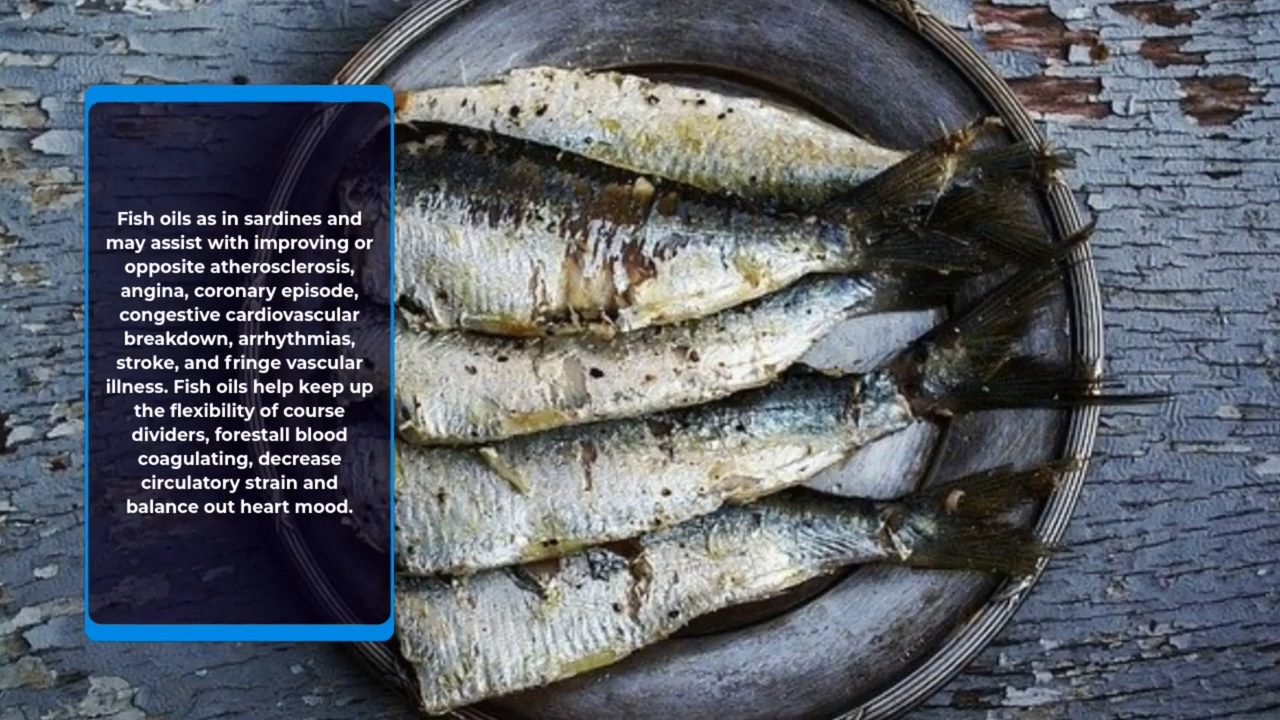 Fish oils as in sardines and
may assist with improving or
opposite atherosclerosis,
angina, coronary episode,
congestive cardiovascular
breakdown, arrhythmias,
stroke, and fringe vascular
illness. Fish oils help keep up
the flexibility of course
dividers, forestall blood
coagulating, decrease
circulatory strain and
balance out heart mood.